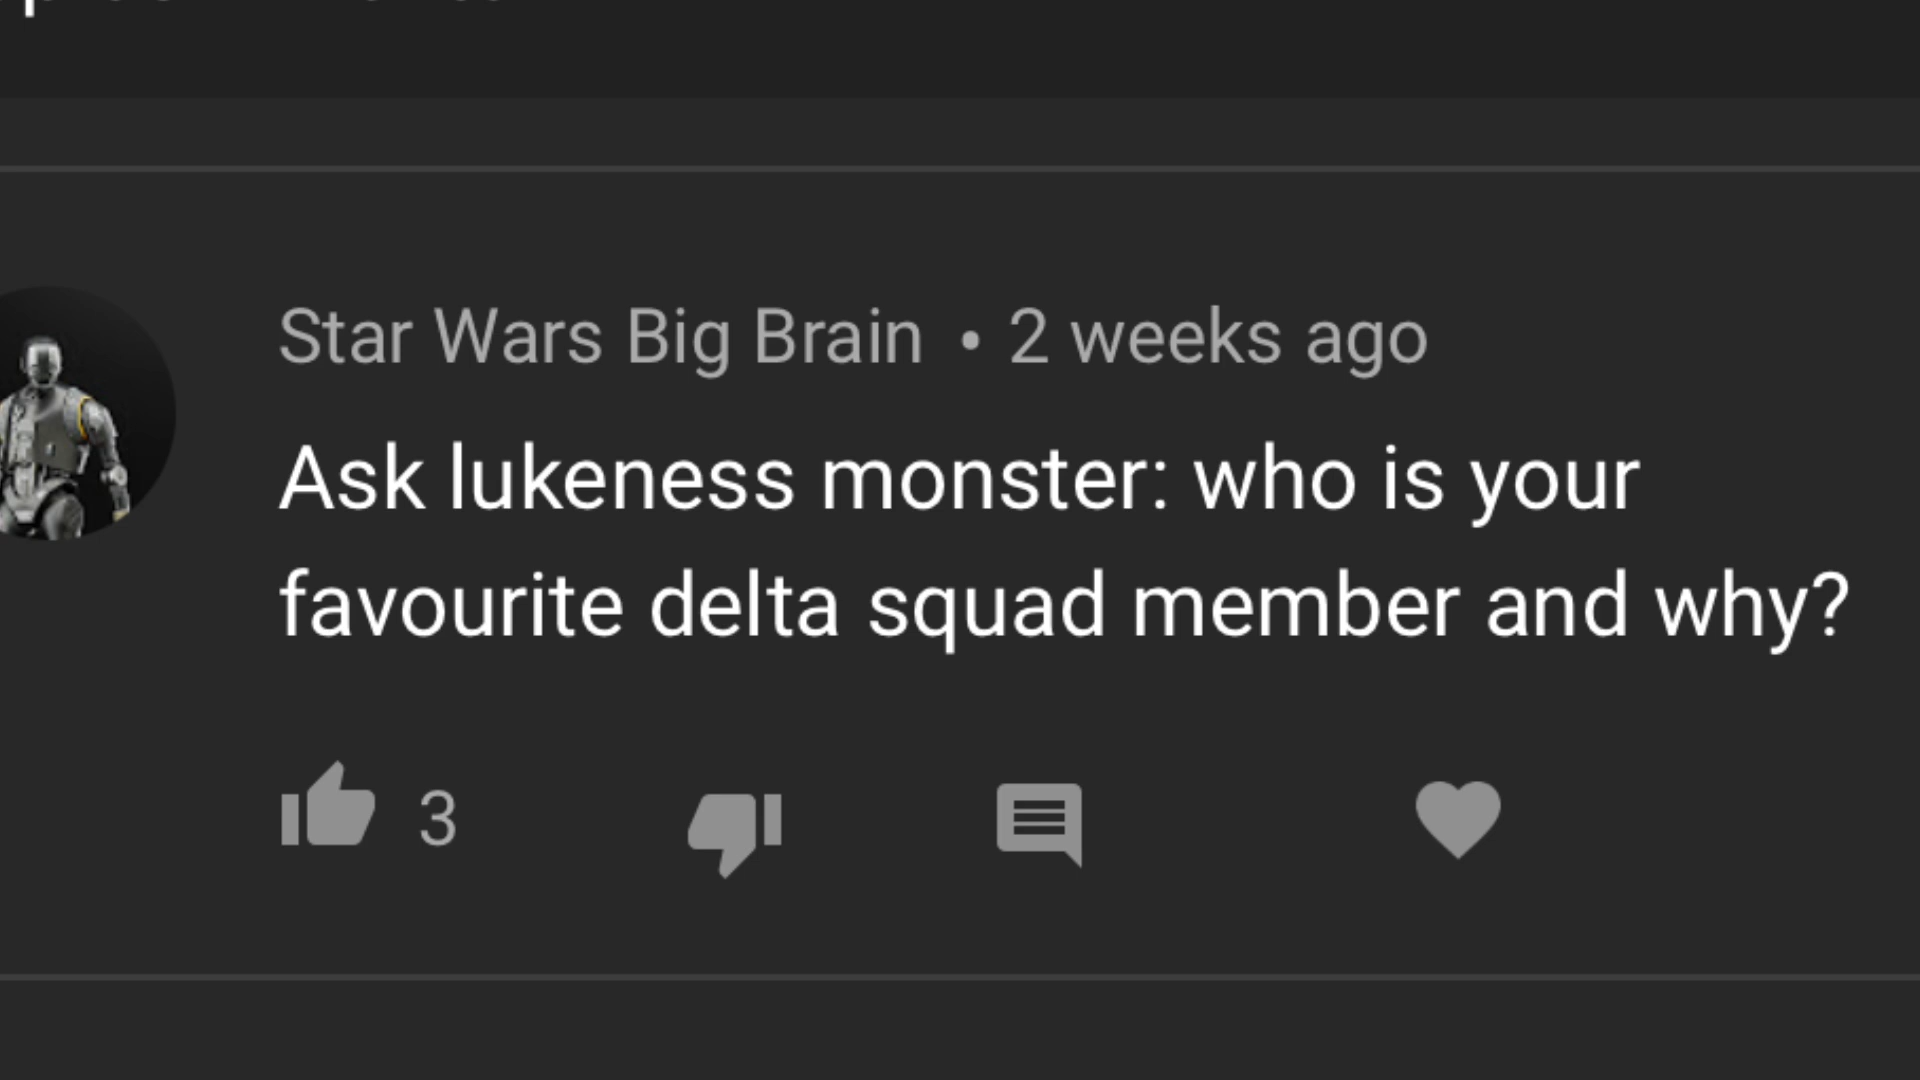 Star Wars Big Brain • 2 weeks ago
Ask lukeness monster: who is your
favourite delta squad member and why?
3